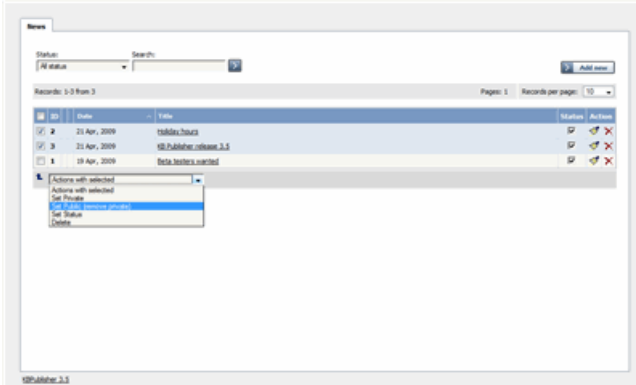 News
Status: Search:
All status
Add new
Records: 1-3 from 3 Pages: 1 Records per page: 10
ID Date Title Status Action
2 21 Apr, 2009 Holiday hours
3 21 Apr, 2009 KB Publisher release 3.5
1 19 Apr, 2009 Beta testers wanted
Actions with selected
Actions with selected
Set Private
Set Public (remove private)
Set Status
Delete
KBPublisher 3.5